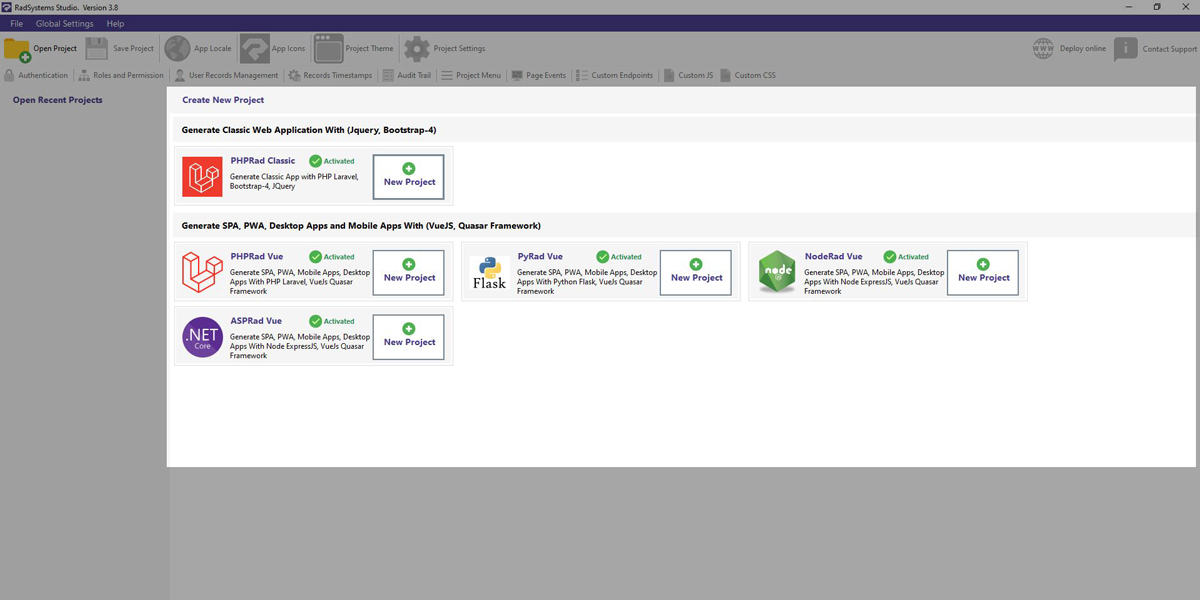 RadSystems Studio. Version 3.8
File Global Settings Help
Open Project Save Project App Locale App Icons Project Theme Project Settings WWW Deploy online i Contact Support
Authentication Roles and Permission User Records Management Records Timestamps Audit Trail Project Menu Page Events Custom Endpoints Custom JS Custom CSS
Open Recent Projects
Create New Project
Generate Classic Web Application With (Jquery, Bootstrap-4)
PHPRad Classic Activated
Generate Classic App with PHP Laravel,
Bootstrap-4, JQuery
New Project
Generate SPA, PWA, Desktop Apps and Mobile Apps With (VueJS, Quasar Framework)
PHPRad Vue Activated
Generate SPA, PWA, Mobile Apps, Desktop
Apps With PHP Laravel, VueJs Quasar
Framework
New Project
Flask
PyRad Vue Activated
Generate SPA, PWA, Mobile Apps, Desktop
Apps With Python Flask, VueJs Quasar
Framework
New Project
node
JS
NodeRad Vue Activated
Generate SPA, PWA, Mobile Apps, Desktop
Apps With Node ExpressJS, VueJs Quasar
Framework
New Project
.NET
Core
ASPRad Vue Activated
Generate SPA, PWA, Mobile Apps, Desktop
Apps With Node ExpressJS, VueJs Quasar
Framework
New Project